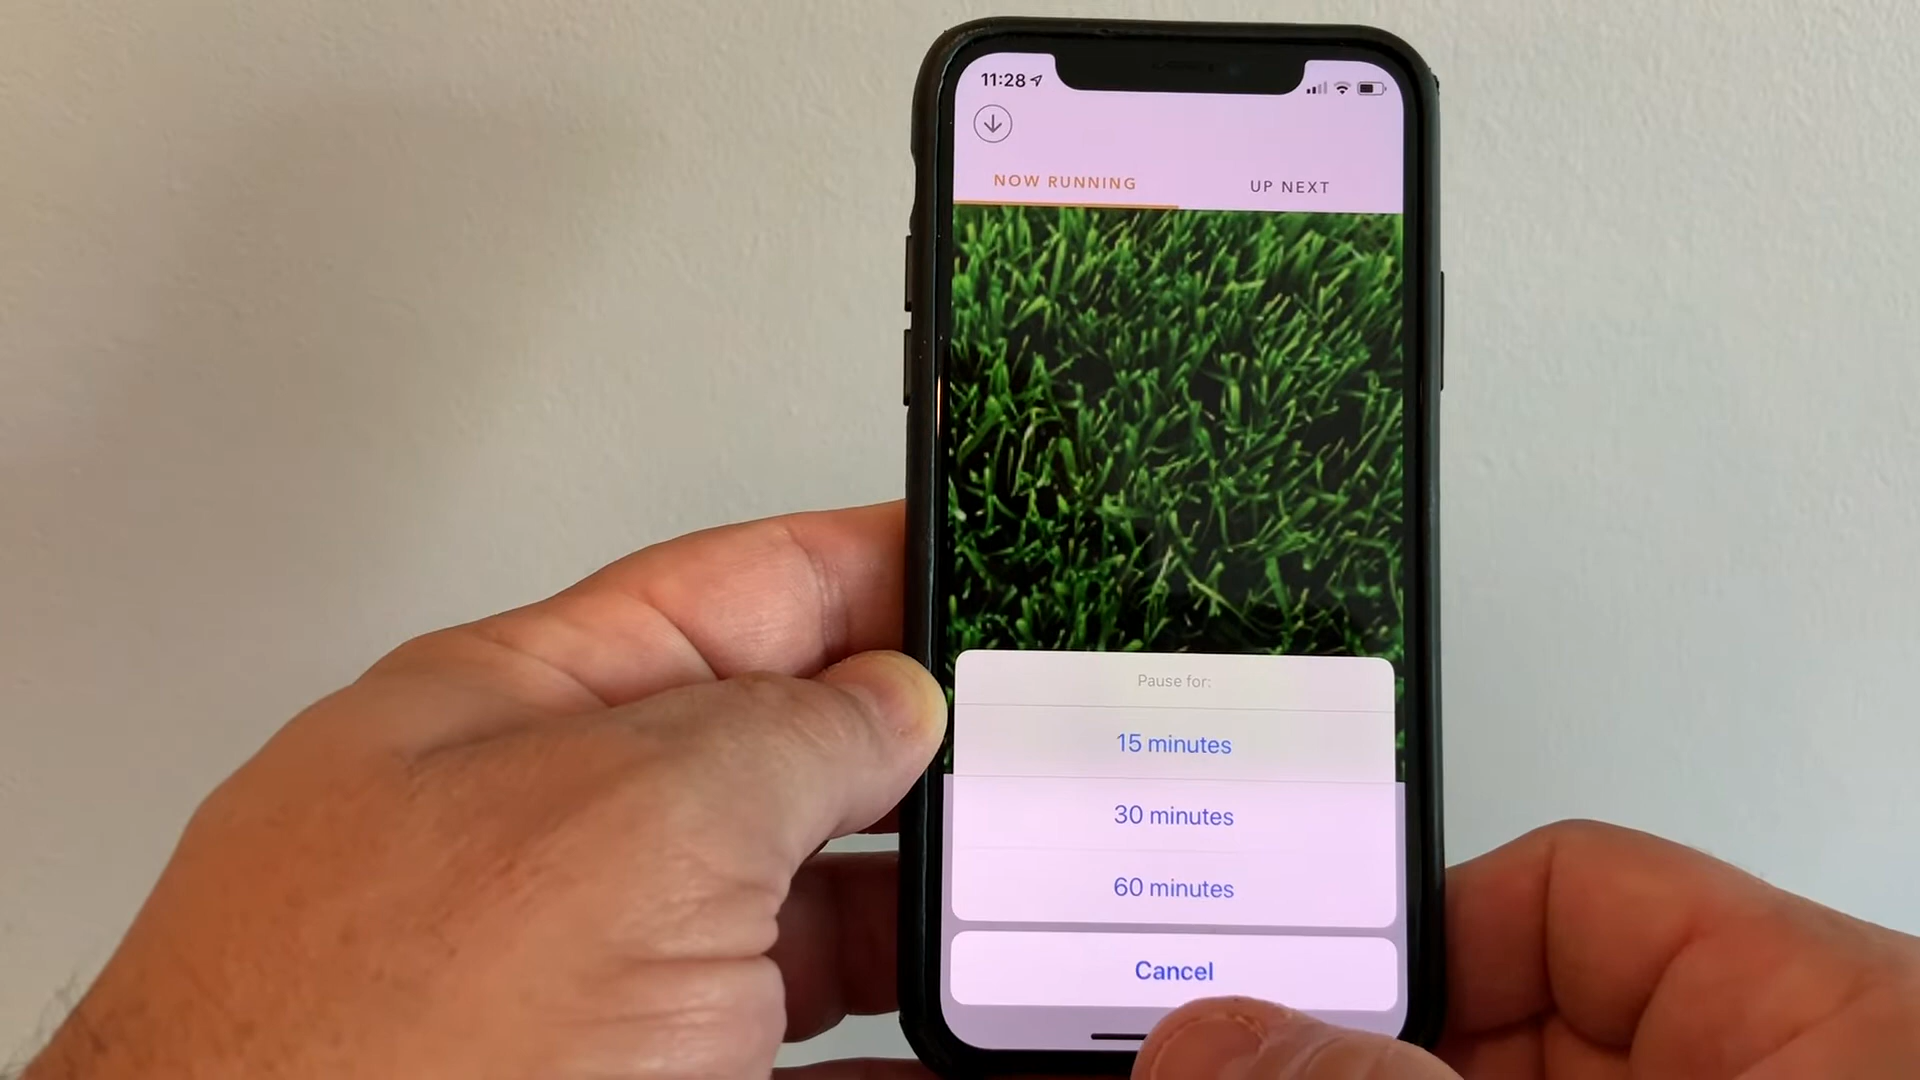 11:28
NOW RUNNING
UP NEXT
Pause for:
15 minutes
30 minutes
60 minutes
Cancel